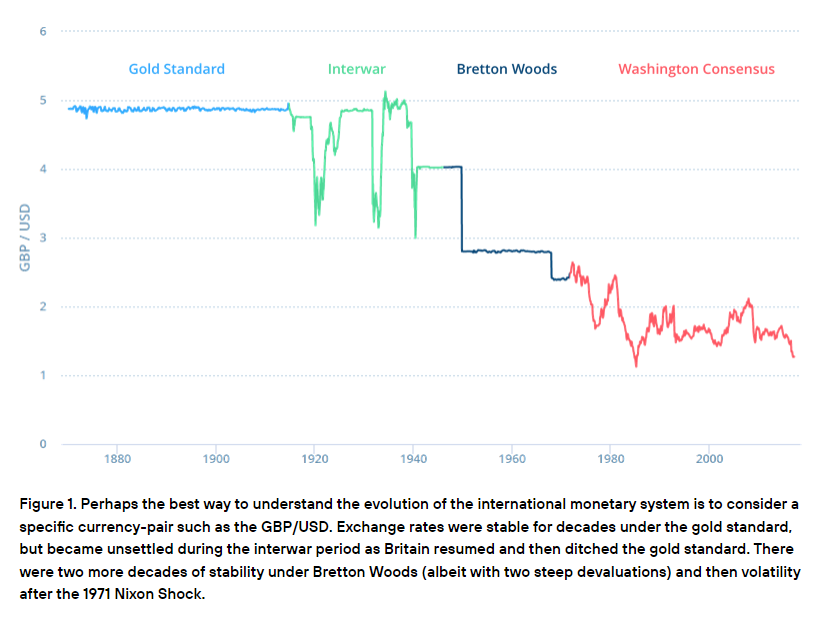 6
Gold Standard Interwar Bretton Woods Washington Consensus
5
4
3
GBP / USD
2
1
0
1880 1900 1920 1940 1960 1980 2000
Figure 1. Perhaps the best way to understand the evolution of the international monetary system is to consider a
specific currency-pair such as the GBP/USD. Exchange rates were stable for decades under the gold standard,
but became unsettled during the interwar period as Britain resumed and then ditched the gold standard. There
were two more decades of stability under Bretton Woods (albeit with two steep devaluations) and then volatility
after the 1971 Nixon Shock.